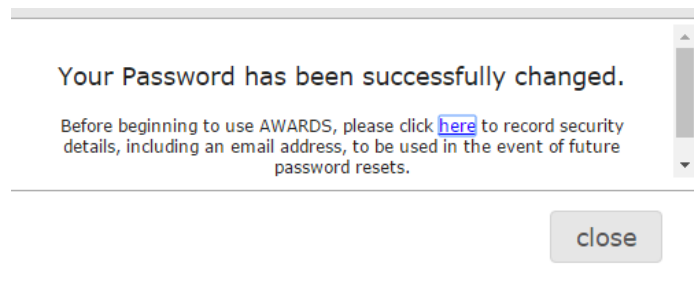 Your Password has been successfully changed.
Before beginning to use AWARDS, please click here to record security
details, including an email address, to be used in the event of future
password resets.
close